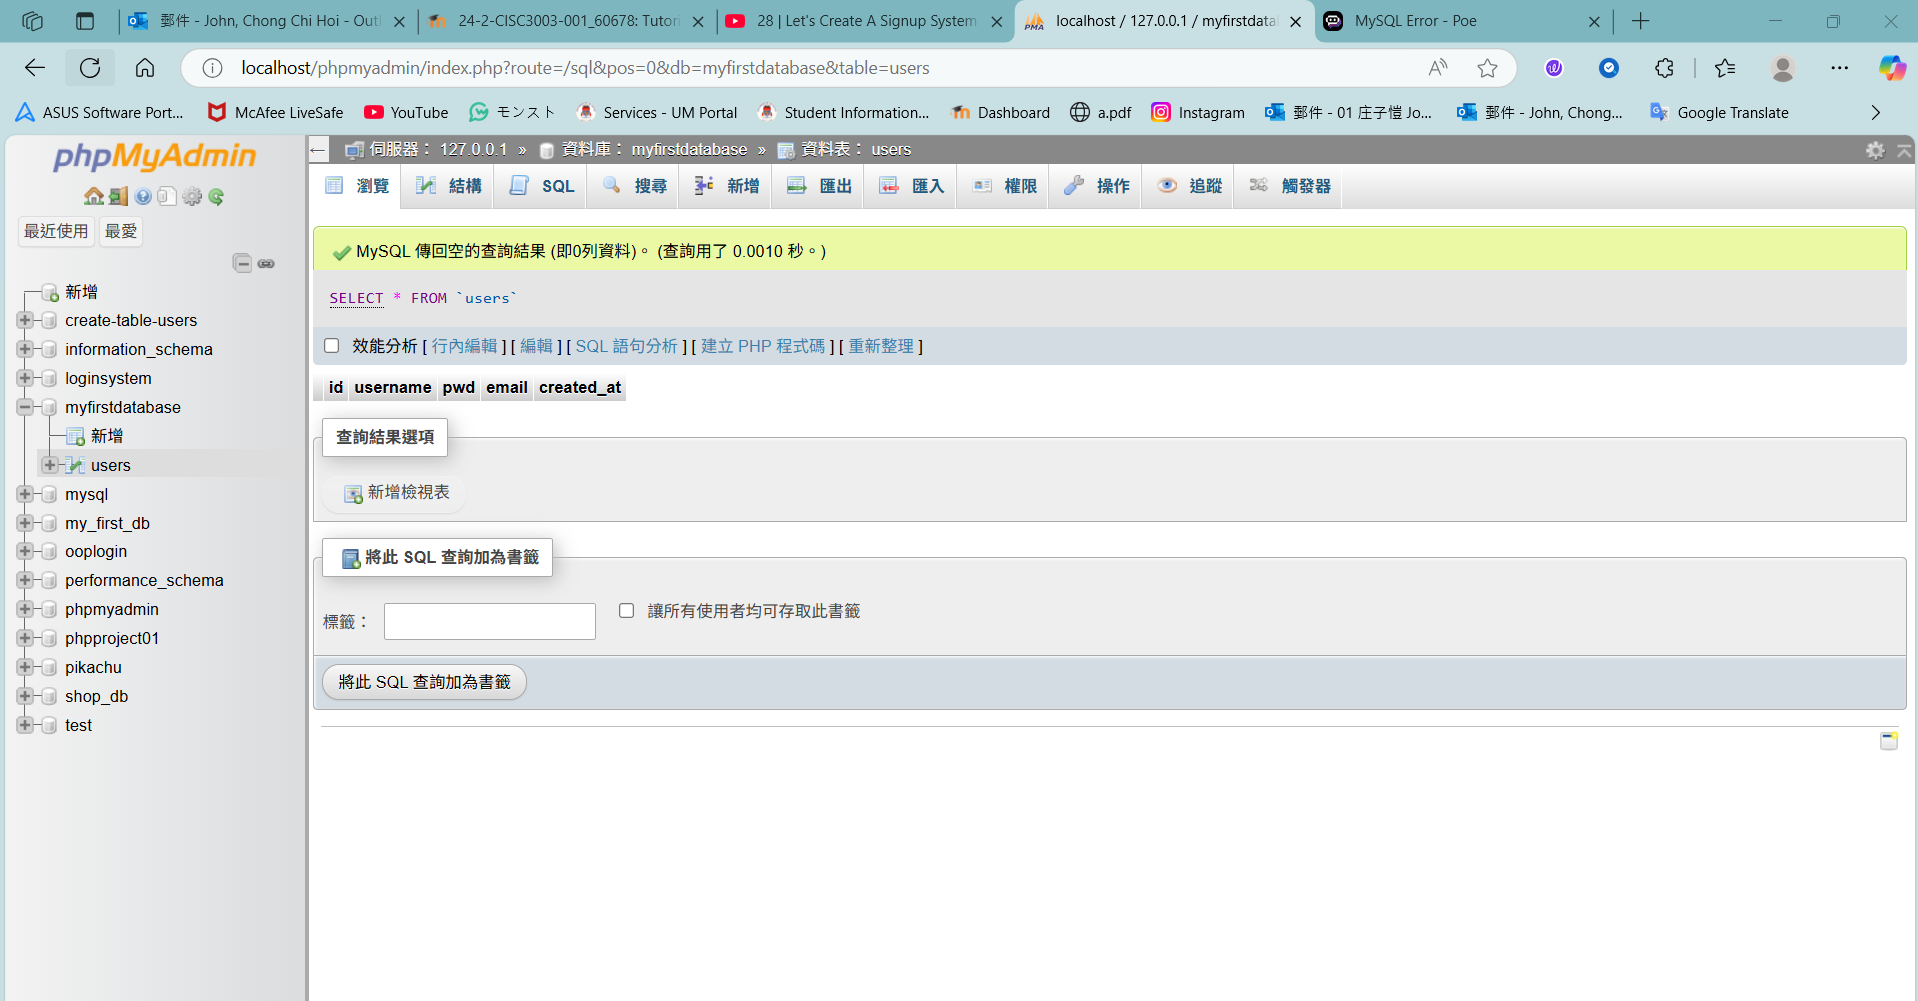 郵件 - John, Chong Chi Hoi - Outl
24-2-CISC3003-001_60678: Tutori
28 | Let's Create A Signup System
localhost / 127.0.0.1 / myfirstdatal
MySQL Error - Poe
localhost/phpmyadmin/index.php?route=/sql&pos=0&db=myfirstdatabase&table=users
ASUS Software Port...
McAfee LiveSafe
YouTube
モンスト
Services - UM Portal
Student Information...
Dashboard
a.pdf
Instagram
郵件 - 01 庄子愷 Jo...
郵件 - John, Chong...
Google Translate
phpMyAdmin
最近使用
最愛
新增
create-table-users
information_schema
loginsystem
myfirstdatabase
新增
users
mysql
my_first_db
ooplogin
performance_schema
phpmyadmin
phpproject01
pikachu
shop_db
test
伺服器： 127.0.0.1 » 資料庫： myfirstdatabase » 資料表： users
瀏覽
結構
SQL
搜尋
新增
匯出
匯入
權限
操作
追蹤
觸發器
MySQL 傳回空的查詢結果 (即0列資料)。 (查詢用了 0.0010 秒。)
SELECT * FROM `users`
效能分析 [ 行內編輯 ] [ 編輯 ] [ SQL 語句分析 ] [ 建立 PHP 程式碼 ] [ 重新整理 ]
id username pwd email created_at
查詢結果選項
新增檢視表
將此 SQL 查詢加為書籤
標籤：
讓所有使用者均可存取此書籤
將此 SQL 查詢加為書籤